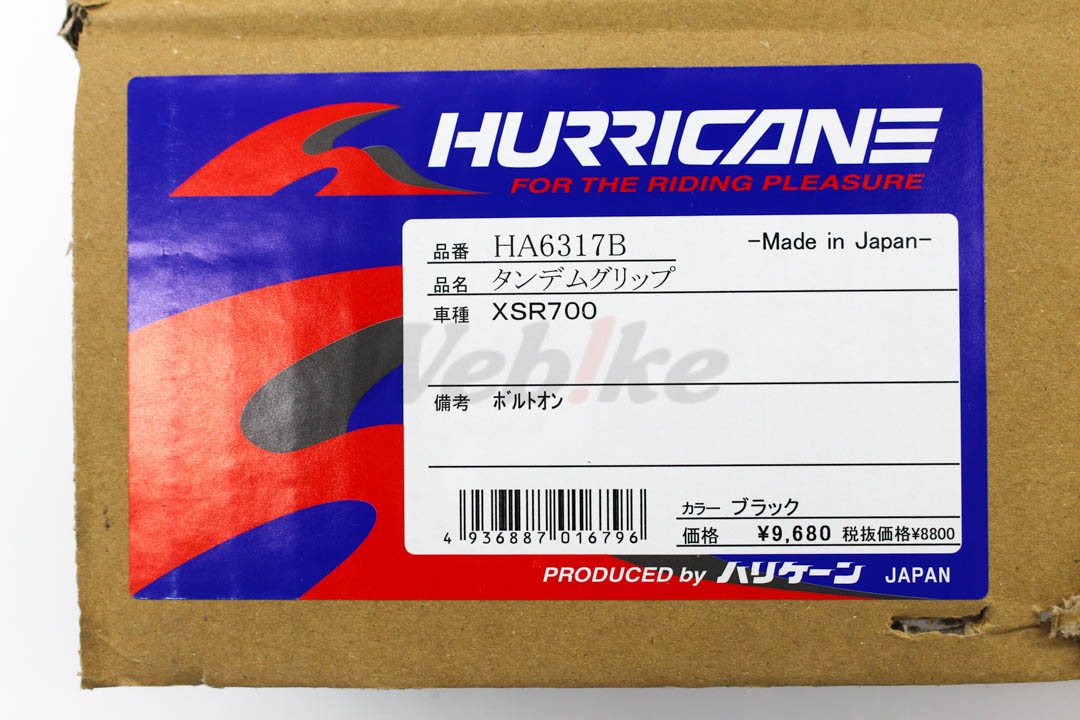 HURRICANE
FOR THE RIDING PLEASURE
品番 HA6317B -Made in Japan-
品名 タンデムグリップ
車種 XSR700
Web!ke
備考 ﾎﾞﾙﾄｵﾝ
カラー ブラック
4 936887 016796
価格 ¥9,680 税抜価格¥8800
PRODUCED by ハリケーン JAPAN